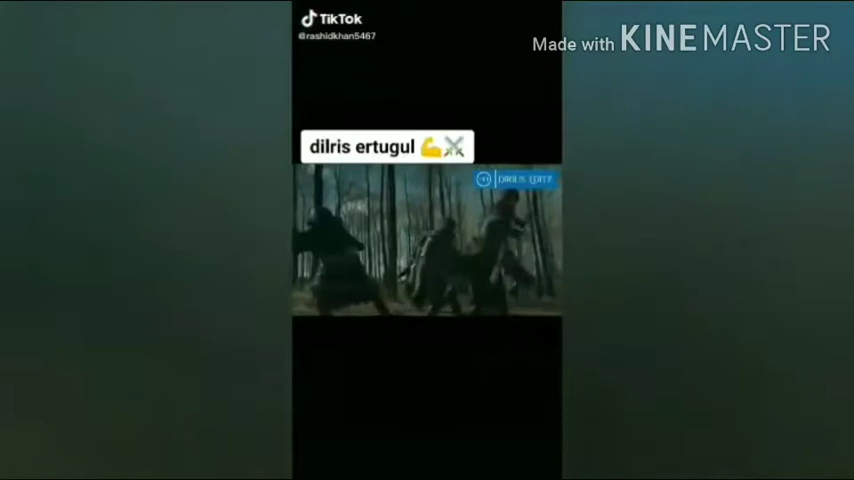 TikTok
@rashidkhan5467
Made with KINEMASTER
dilris ertugul 💪⚔️